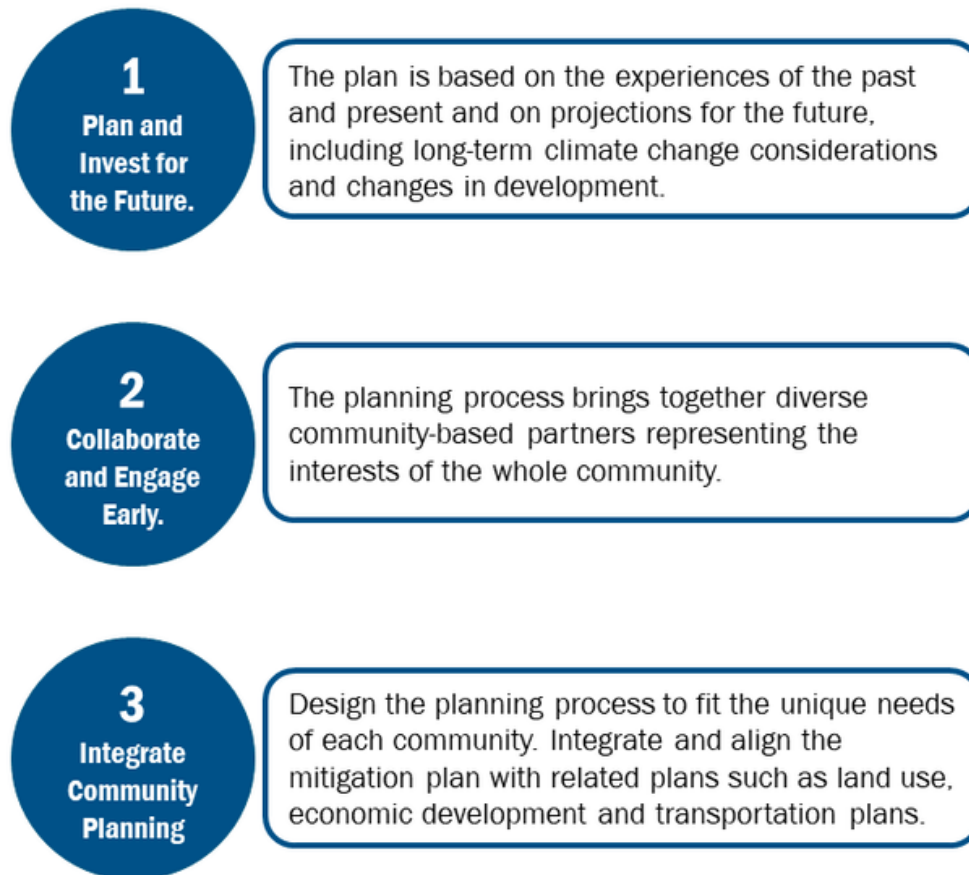 1
Plan and
Invest for
the Future.
The plan is based on the experiences of the past
and present and on projections for the future,
including long-term climate change considerations
and changes in development.
2
Collaborate
and Engage
Early.
The planning process brings together diverse
community-based partners representing the
interests of the whole community.
3
Integrate
Community
Planning
Design the planning process to fit the unique needs
of each community. Integrate and align the
mitigation plan with related plans such as land use,
economic development and transportation plans.